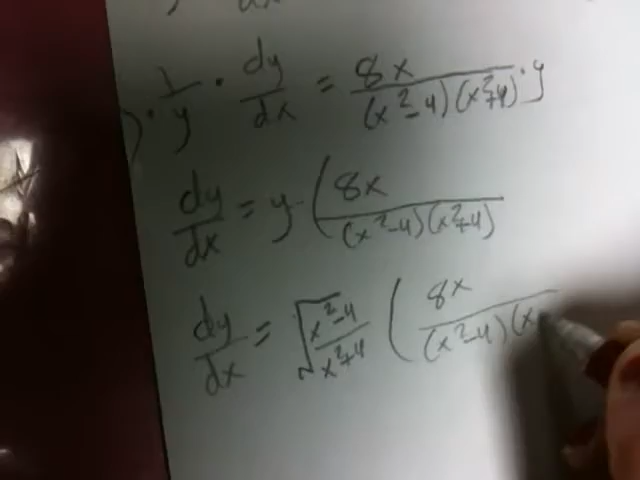 ) · 1/y · dy/dx = 8x/(x²-4)(x²+4) · y
dy/dx = y · ( 8x/(x²-4)(x²+4)
dy/dx = √(x²-4/x²+4) ( 8x/(x²-4)(x